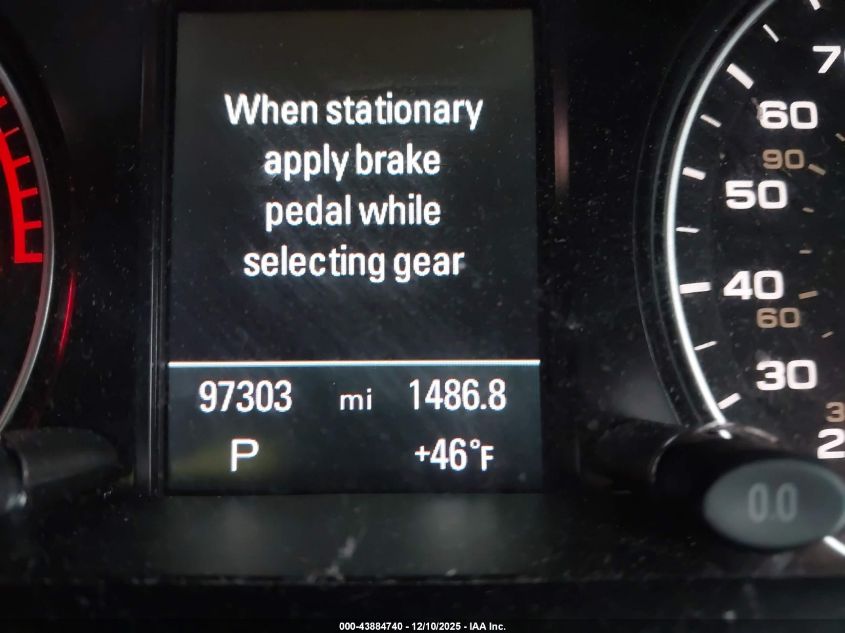 When stationary
apply brake
pedal while
selecting gear
97303 mi 1486.8
P +46°F
60
90
50
40
60
30
0.0
000-43884740 - 12/10/2025 - IAA Inc.